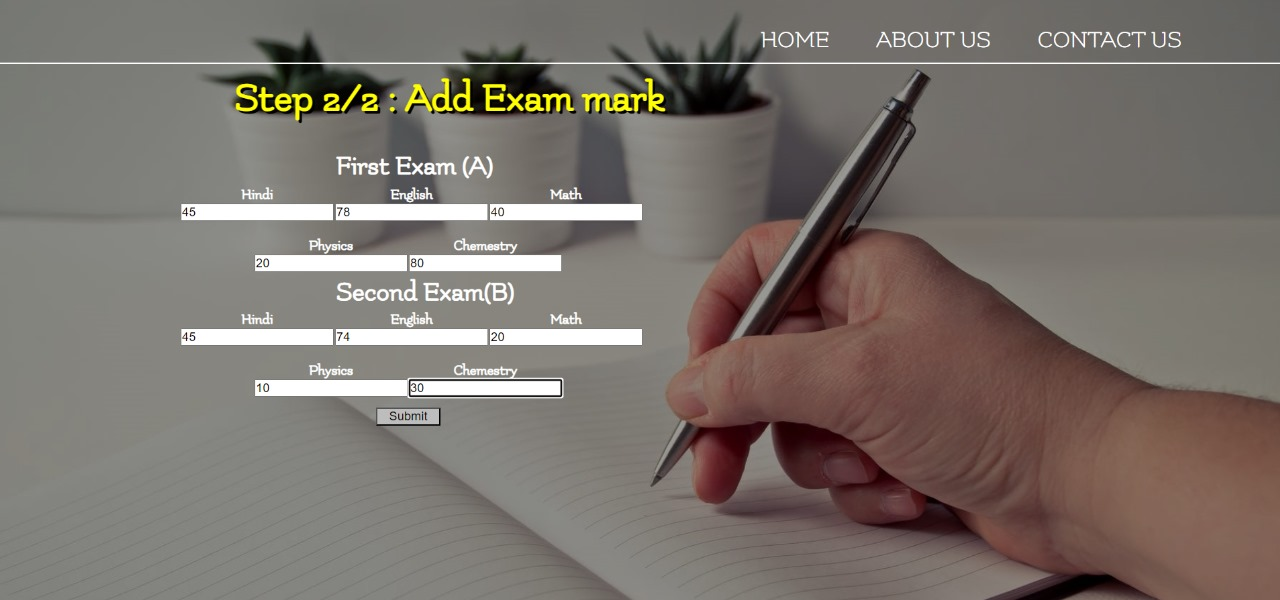 HOME ABOUT US CONTACT US
Step 2/2 : Add Exam mark
First Exam (A)
Hindi English Math
45 78 40
Physics Chemestry
20 80
Second Exam(B)
Hindi English Math
45 74 20
Physics Chemestry
10 30
Submit